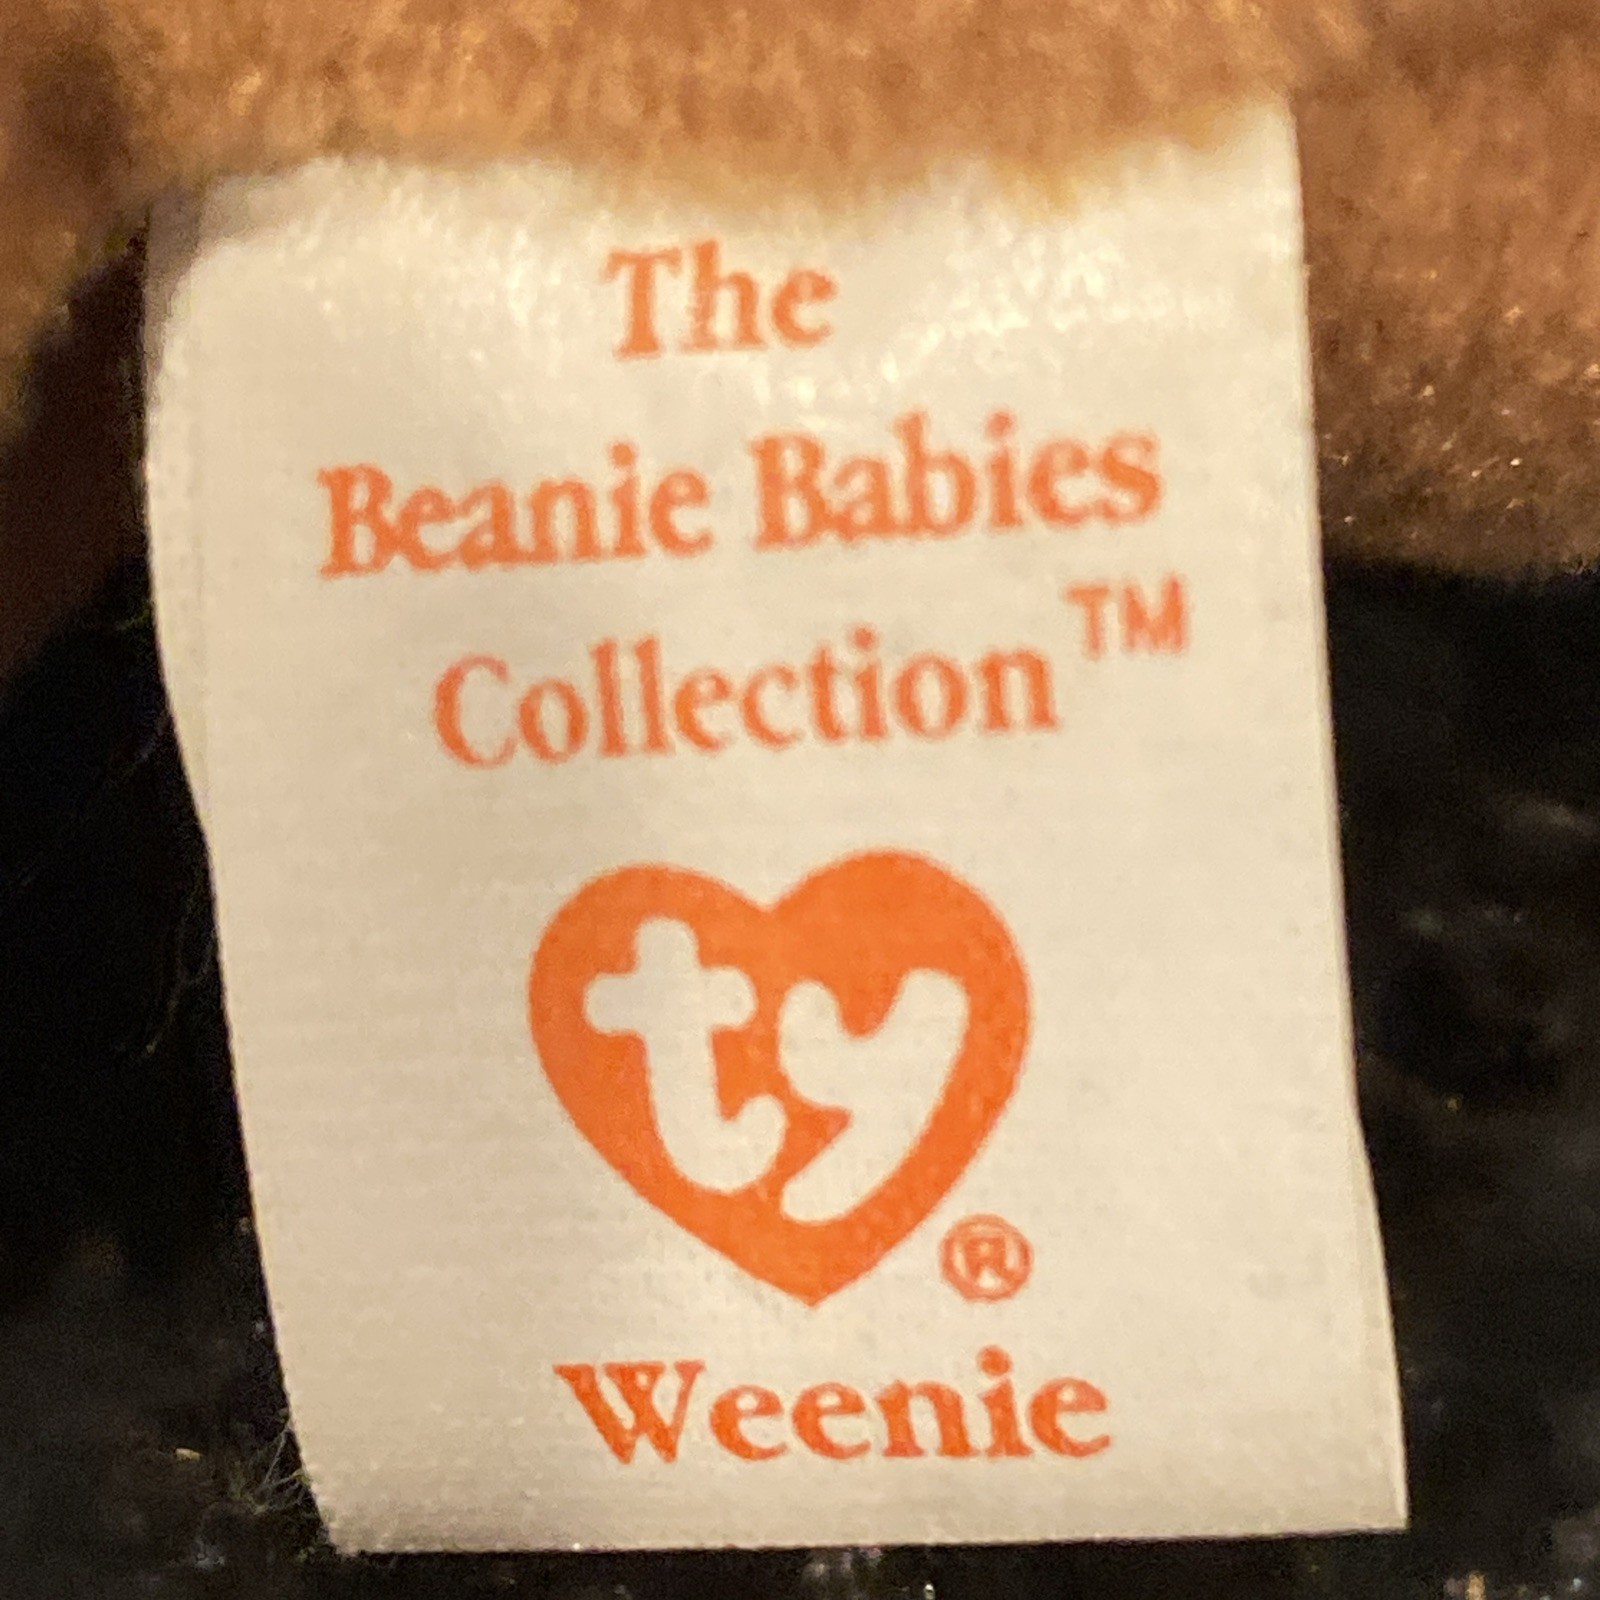 The
Beanie Babies
Collection™
ty®
Weenie